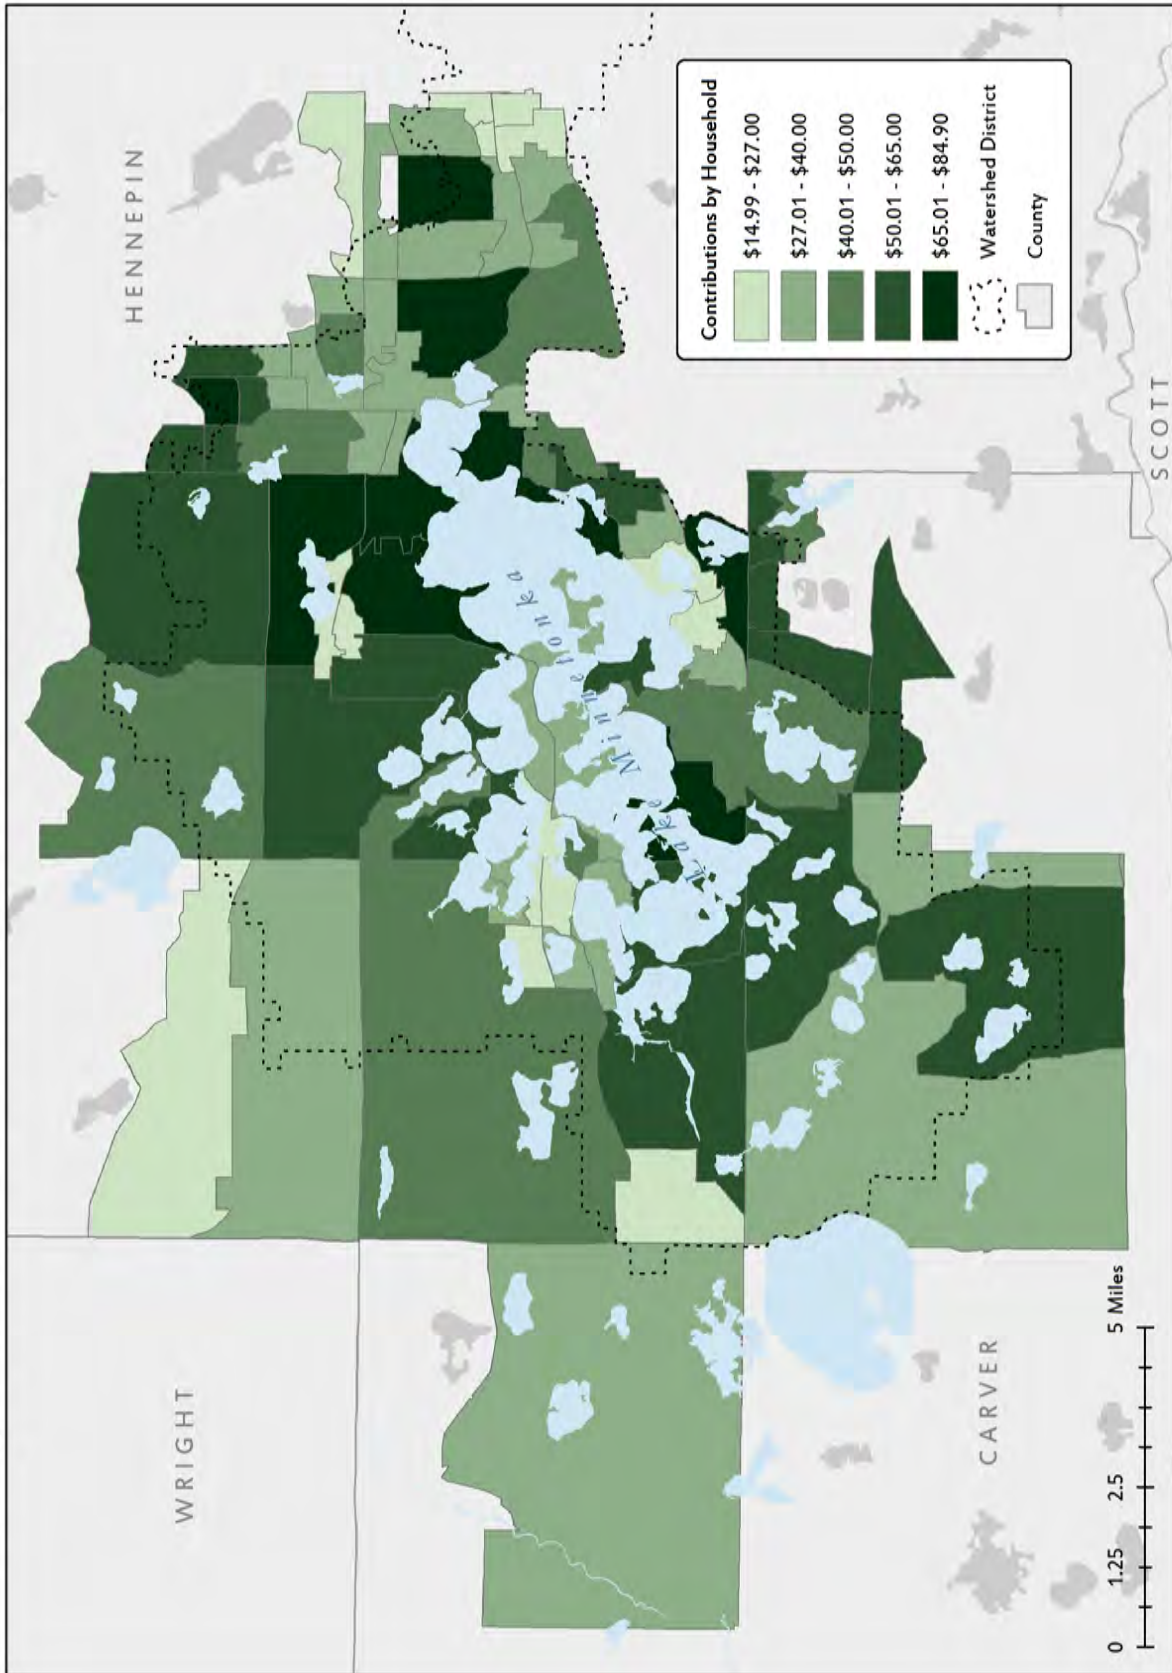 WRIGHT
HENNEPIN
Lake Minnetonka
CARVER
SCOTT
0 1.25 2.5 5 Miles
Contributions by Household
$14.99 - $27.00
$27.01 - $40.00
$40.01 - $50.00
$50.01 - $65.00
$65.01 - $84.90
Watershed District
County